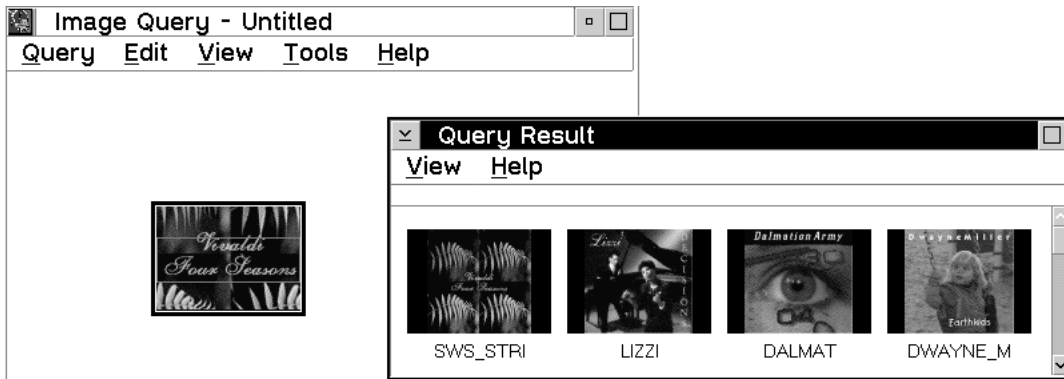 Image Query - Untitled
Query Edit View Tools Help
Query Result
View Help
Vivaldi
Four Seasons
Vivaldi
Four Seasons
SWS_STRI
Lizzi
LIZZI
Dalmation Army
DALMAT
DwayneMiller
Earthkids
DWAYNE_M